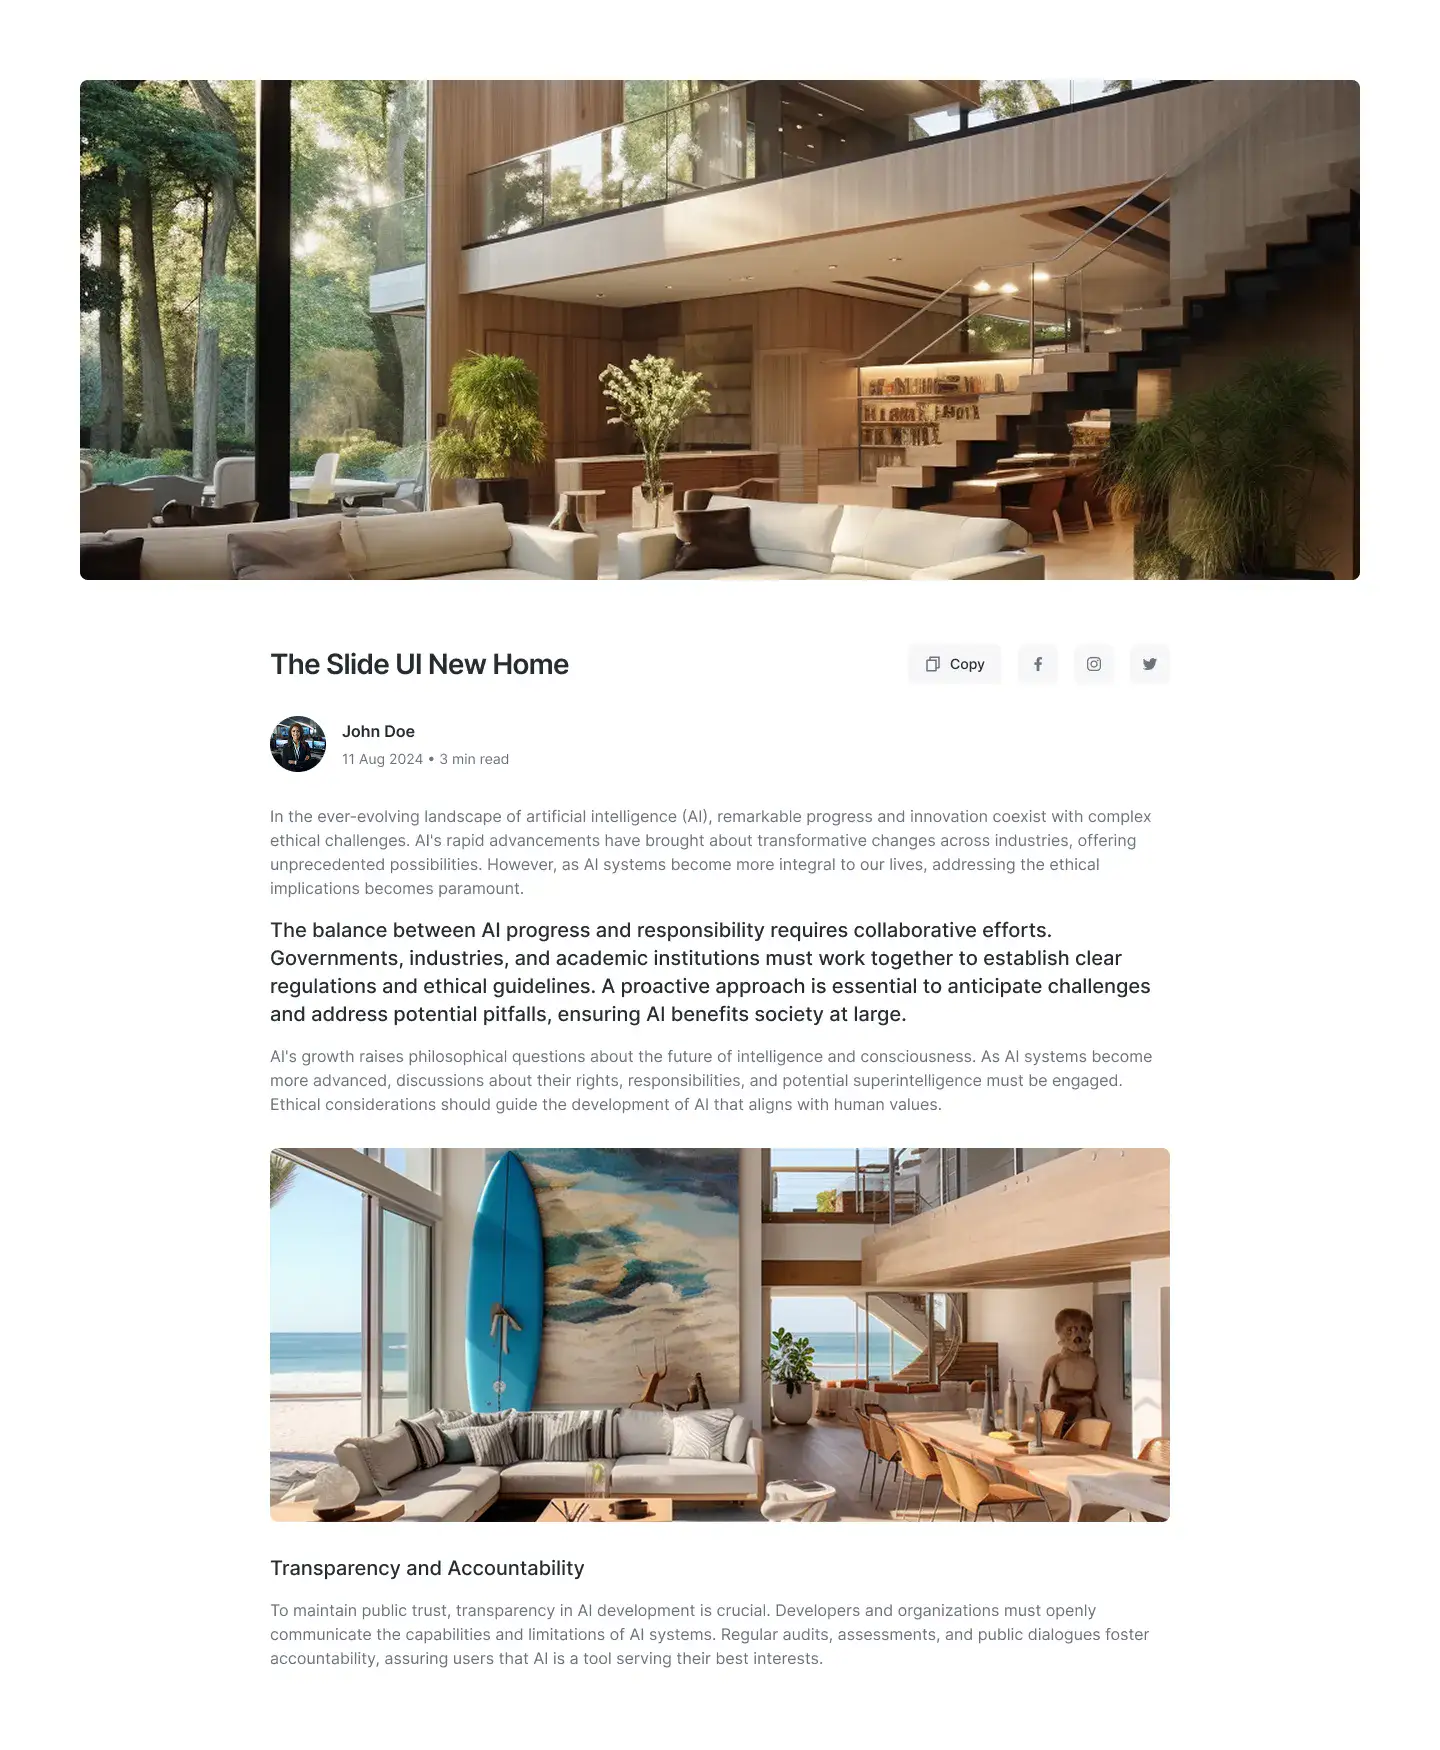 The Slide UI New Home
Copy
John Doe
11 Aug 2024 • 3 min read
In the ever-evolving landscape of artificial intelligence (AI), remarkable progress and innovation coexist with complex
ethical challenges. AI's rapid advancements have brought about transformative changes across industries, offering
unprecedented possibilities. However, as AI systems become more integral to our lives, addressing the ethical
implications becomes paramount.
The balance between AI progress and responsibility requires collaborative efforts.
Governments, industries, and academic institutions must work together to establish clear
regulations and ethical guidelines. A proactive approach is essential to anticipate challenges
and address potential pitfalls, ensuring AI benefits society at large.
AI's growth raises philosophical questions about the future of intelligence and consciousness. As AI systems become
more advanced, discussions about their rights, responsibilities, and potential superintelligence must be engaged.
Ethical considerations should guide the development of AI that aligns with human values.
Transparency and Accountability
To maintain public trust, transparency in AI development is crucial. Developers and organizations must openly
communicate the capabilities and limitations of AI systems. Regular audits, assessments, and public dialogues foster
accountability, assuring users that AI is a tool serving their best interests.